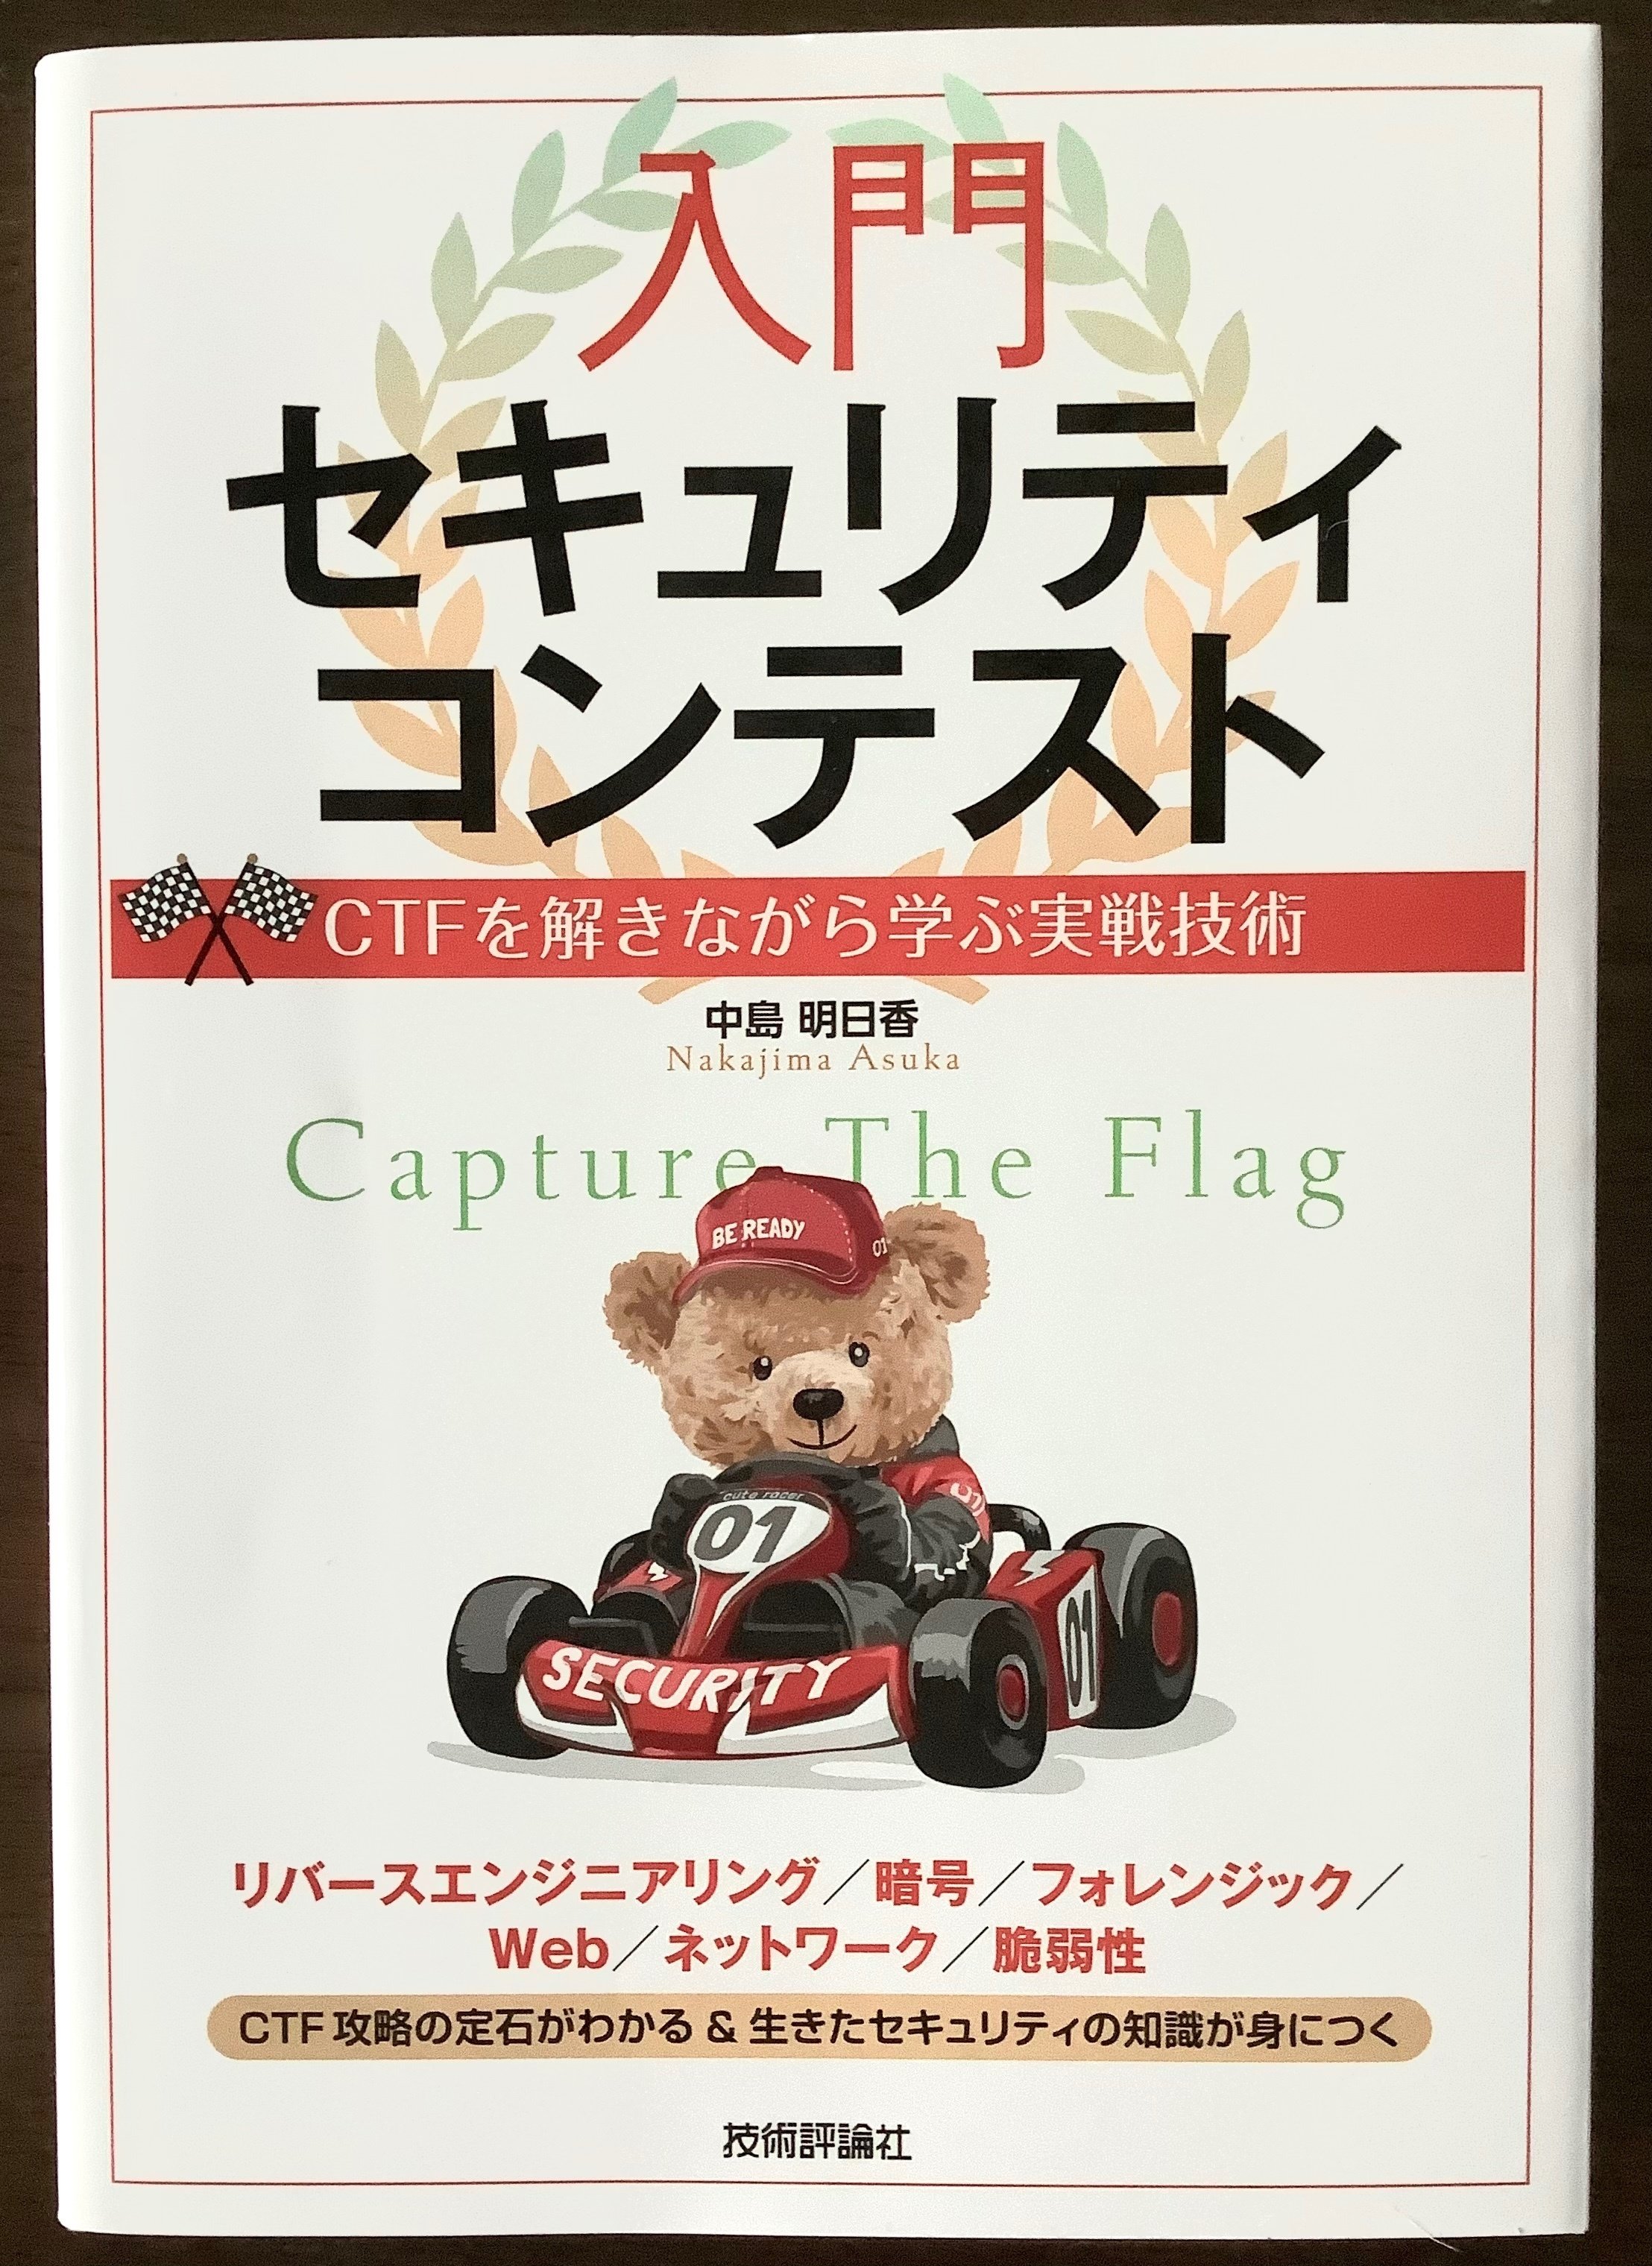 入門
セキュリティ
コンテスト
CTFを解きながら学ぶ実戦技術
中島 明日香
Nakajima Asuka
Capture The Flag
BE READY
01
cute racer
01
01
SECURITY
01
リバースエンジニアリング／暗号／フォレンジック／
Web／ネットワーク／脆弱性
CTF攻略の定石がわかる & 生きたセキュリティの知識が身につく
技術評論社